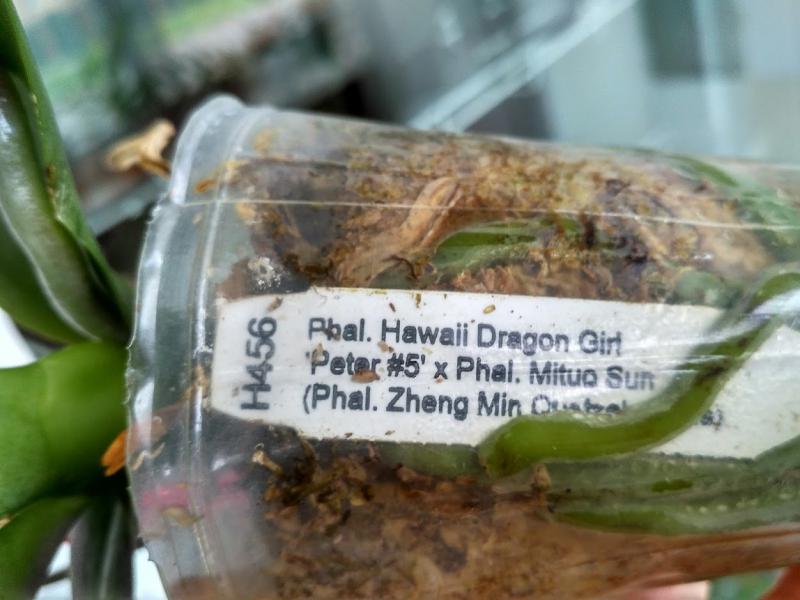 H456
Phal. Hawaii Dragon Girl
'Peter #5' x Phal. Mituo Sun
(Phal. Zheng Min